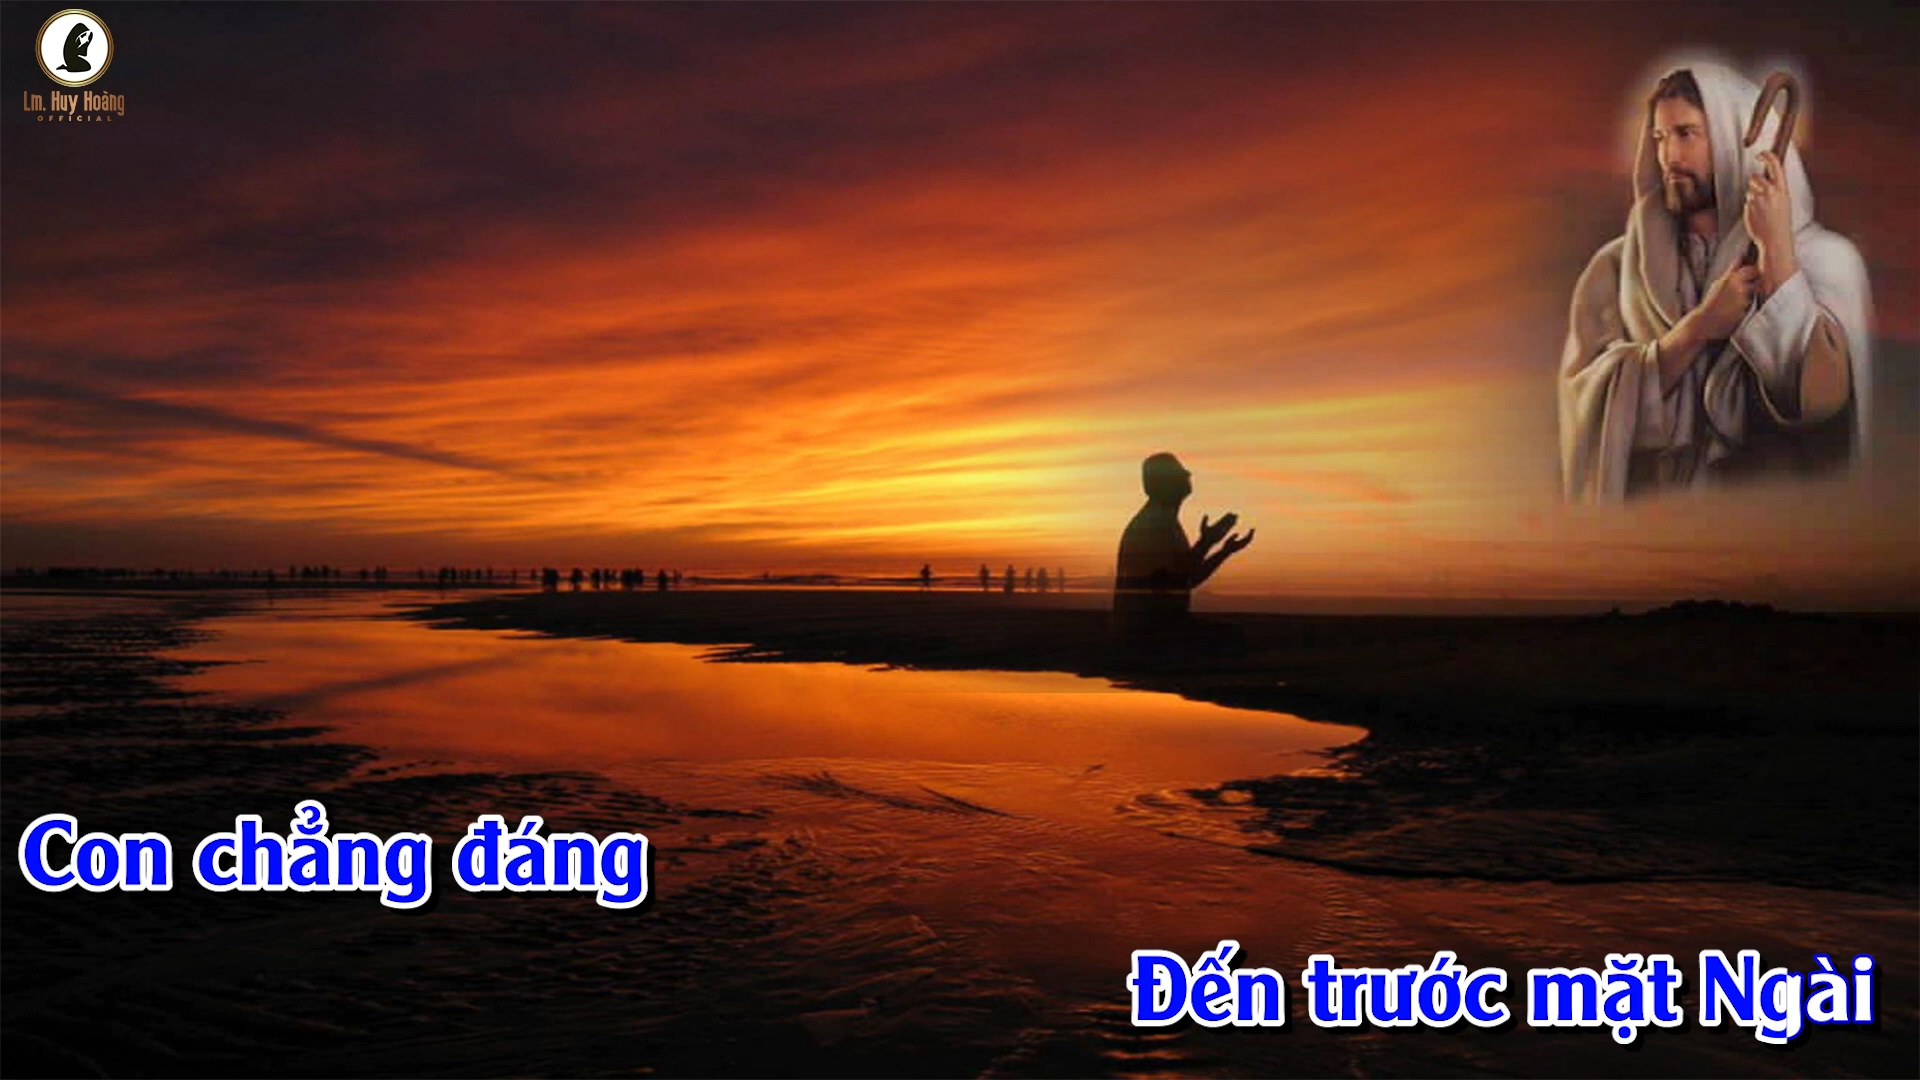 Lm. Huy Hoàng
OFFICIAL
Con chẳng đáng
Đến trước mặt Ngài